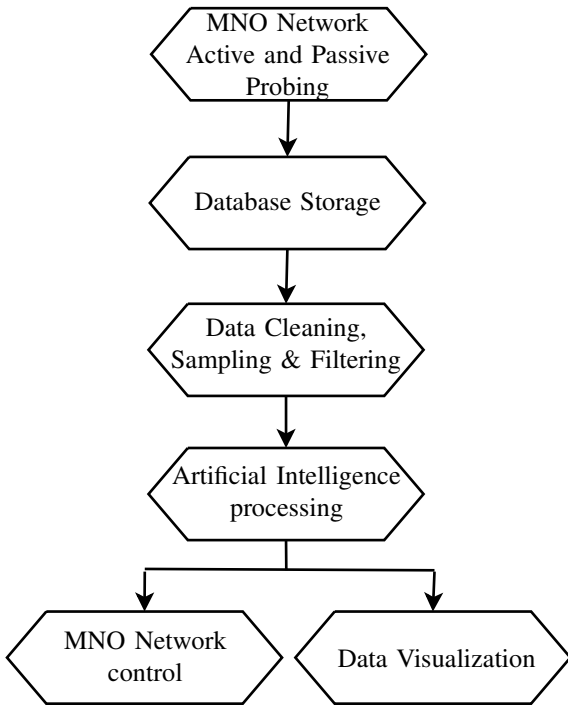 MNO Network
Active and Passive
Probing
Database Storage
Data Cleaning,
Sampling & Filtering
Artificial Intelligence
processing
MNO Network
control
Data Visualization